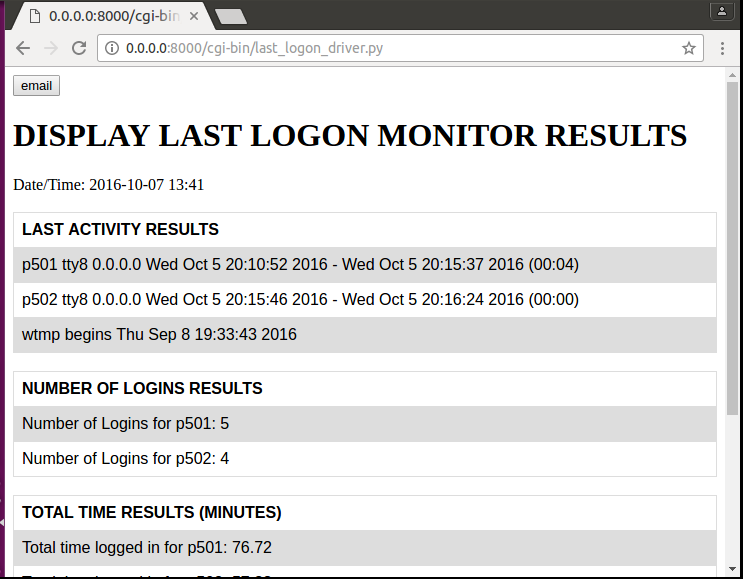 0.0.0.0:8000/cgi-bin
0.0.0.0:8000/cgi-bin/last_logon_driver.py
email
DISPLAY LAST LOGON MONITOR RESULTS
Date/Time: 2016-10-07 13:41
LAST ACTIVITY RESULTS
p501 tty8 0.0.0.0 Wed Oct 5 20:10:52 2016 - Wed Oct 5 20:15:37 2016 (00:04)
p502 tty8 0.0.0.0 Wed Oct 5 20:15:46 2016 - Wed Oct 5 20:16:24 2016 (00:00)
wtmp begins Thu Sep 8 19:33:43 2016
NUMBER OF LOGINS RESULTS
Number of Logins for p501: 5
Number of Logins for p502: 4
TOTAL TIME RESULTS (MINUTES)
Total time logged in for p501: 76.72